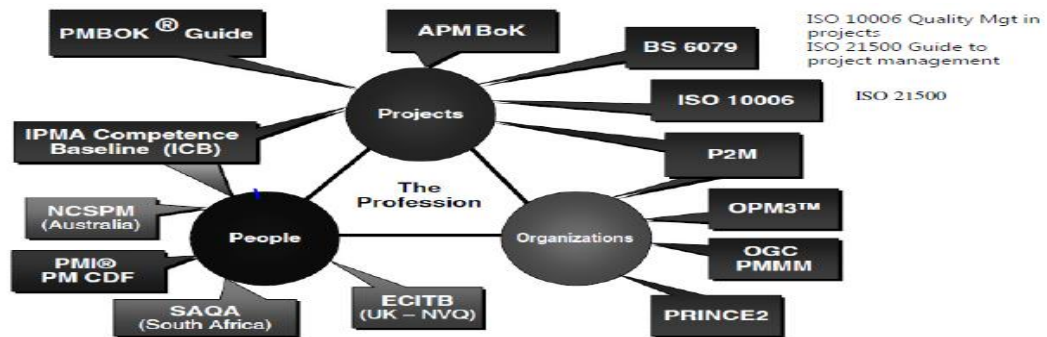 PMBOK ® Guide
APM BoK
BS 6079
ISO 10006 Quality Mgt in
projects
ISO 21500 Guide to
project management
ISO 10006
ISO 21500
Projects
IPMA Competence
Baseline (ICB)
P2M
The
Profession
NCSPM
(Australia)
People
Organizations
OPM3™
PMI®
PM CDF
OGC
PMMM
SAQA
(South Africa)
ECITB
(UK – NVQ)
PRINCE2